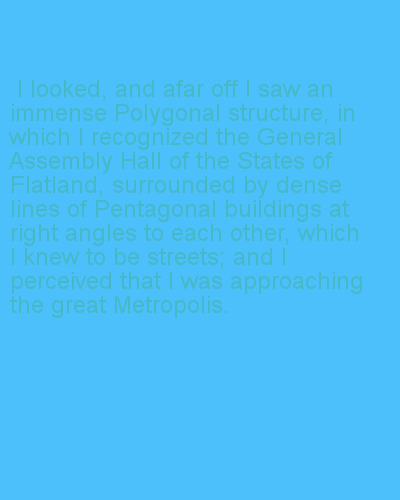 I looked, and afar off I saw an
immense Polygonal structure, in
which I recognized the General
Assembly Hall of the States of
Flatland, surrounded by dense
lines of Pentagonal buildings at
right angles to each other, which
I knew to be streets; and I
perceived that I was approaching
the great Metropolis.